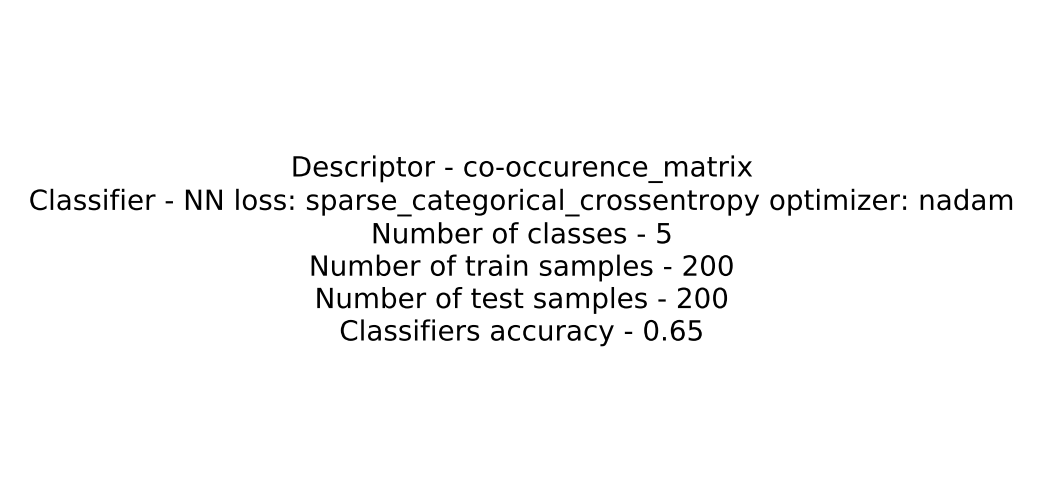 Descriptor - co-occurence_matrix
Classifier - NN loss: sparse_categorical_crossentropy optimizer: nadam
Number of classes - 5
Number of train samples - 200
Number of test samples - 200
Classifiers accuracy - 0.65